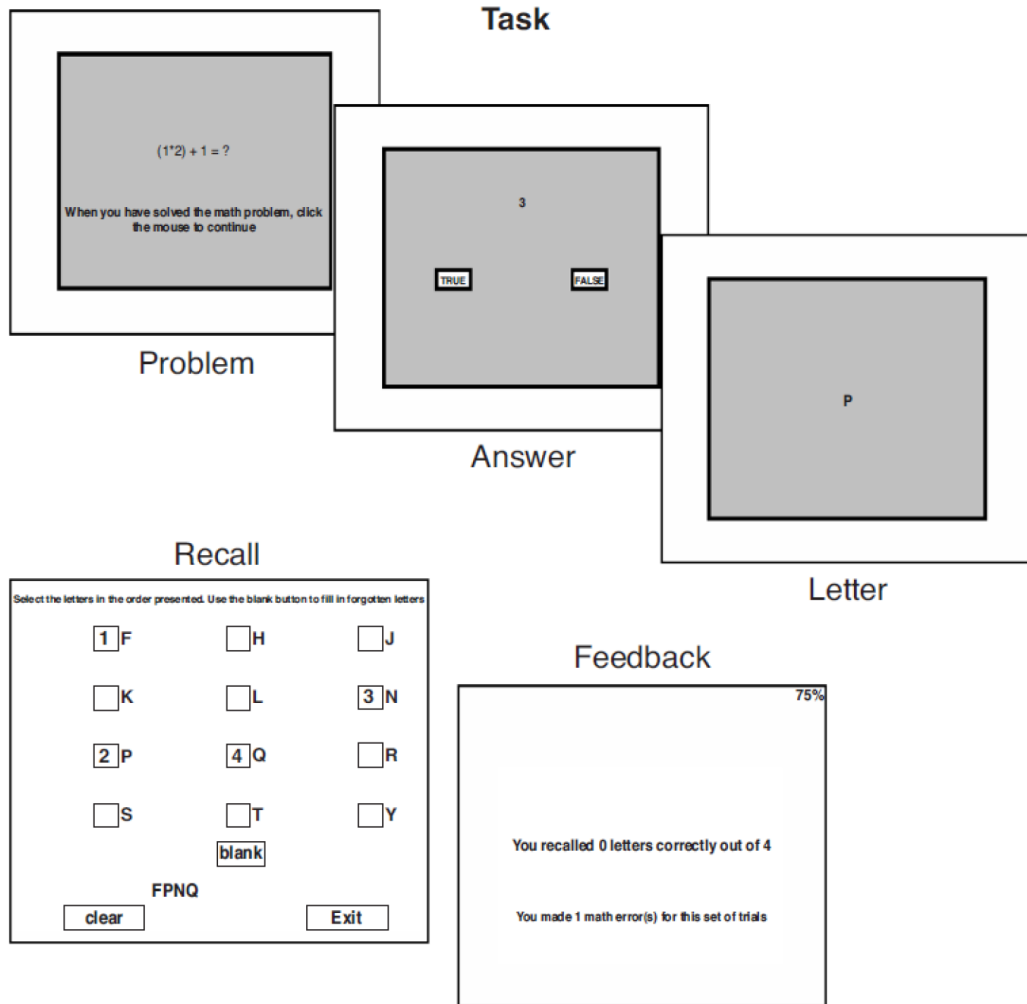 Task
(1*2) + 1 = ?
When you have solved the math problem, click
the mouse to continue
Problem
3
TRUE FALSE
Answer
P
Letter
Recall
Select the letters in the order presented. Use the blank button to fill in forgotten letters
1 F H J
K L 3 N
2 P 4 Q R
S T Y
blank
FPNQ
clear Exit
Feedback
75%
You recalled 0 letters correctly out of 4
You made 1 math error(s) for this set of trials